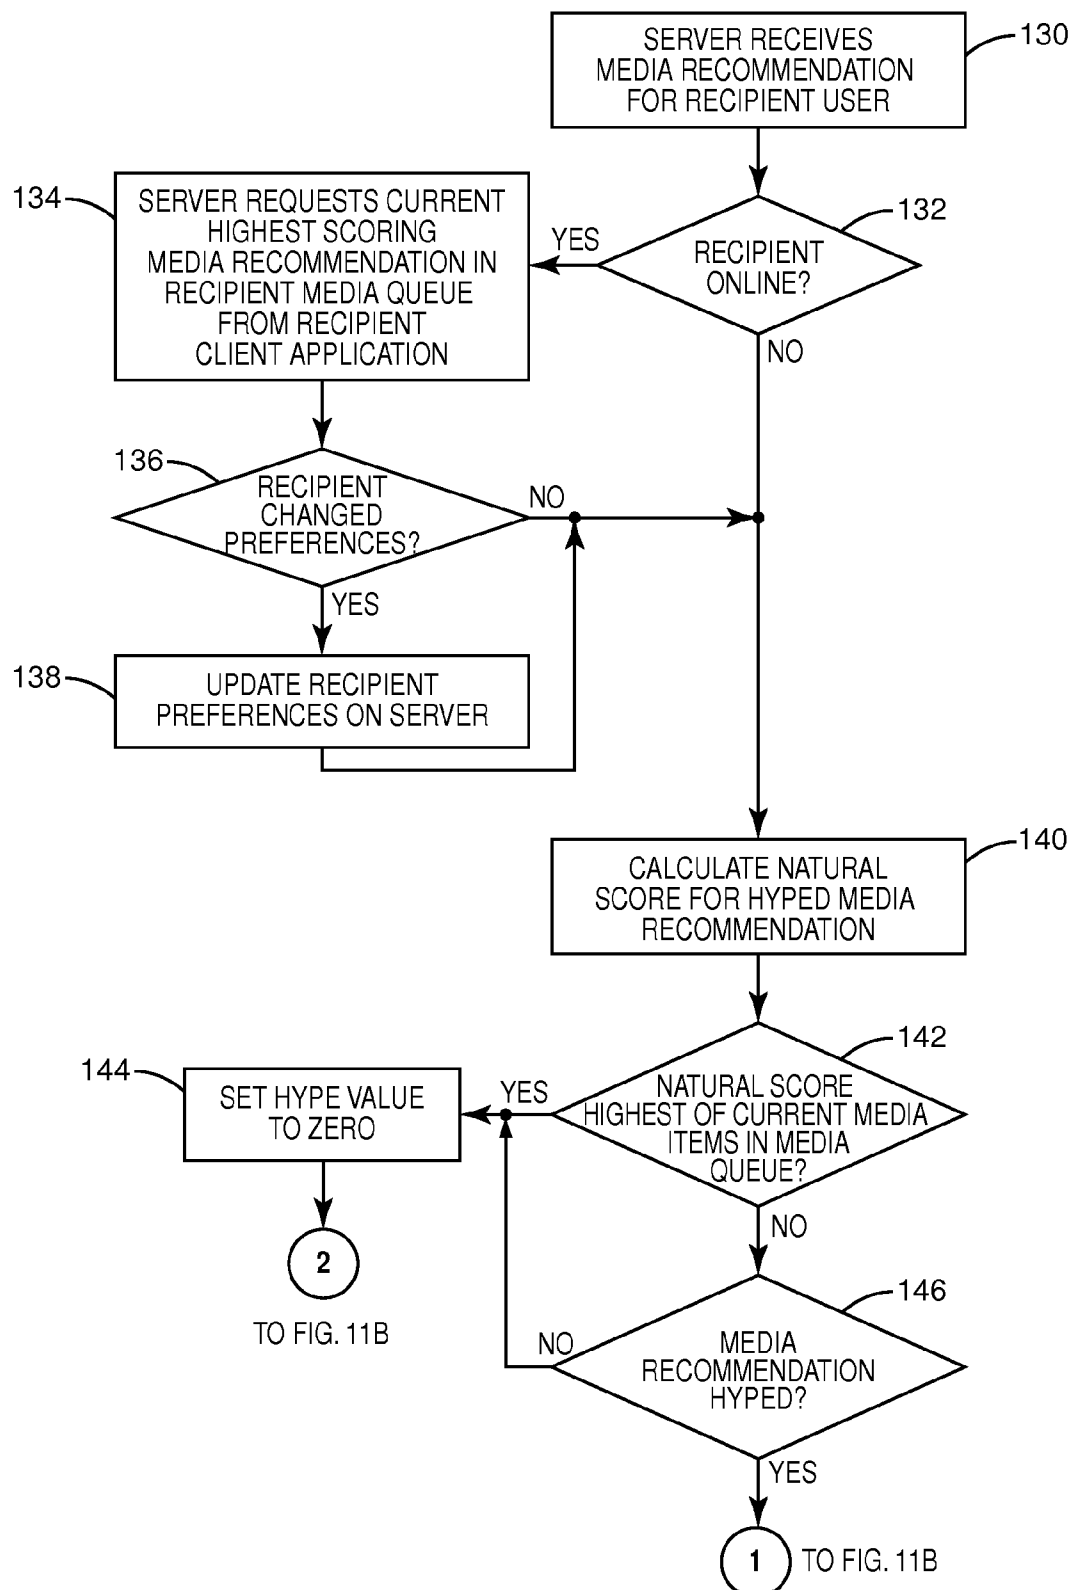 SERVER RECEIVES
MEDIA RECOMMENDATION
FOR RECIPIENT USER
130
RECIPIENT
ONLINE?
132
YES
NO
134
SERVER REQUESTS CURRENT
HIGHEST SCORING
MEDIA RECOMMENDATION IN
RECIPIENT MEDIA QUEUE
FROM RECIPIENT
CLIENT APPLICATION
136
RECIPIENT
CHANGED
PREFERENCES?
NO
YES
138
UPDATE RECIPIENT
PREFERENCES ON SERVER
140
CALCULATE NATURAL
SCORE FOR HYPED MEDIA
RECOMMENDATION
142
NATURAL SCORE
HIGHEST OF CURRENT MEDIA
ITEMS IN MEDIA
QUEUE?
YES
NO
144
SET HYPE VALUE
TO ZERO
2
TO FIG. 11B
146
MEDIA
RECOMMENDATION
HYPED?
NO
YES
1
TO FIG. 11B